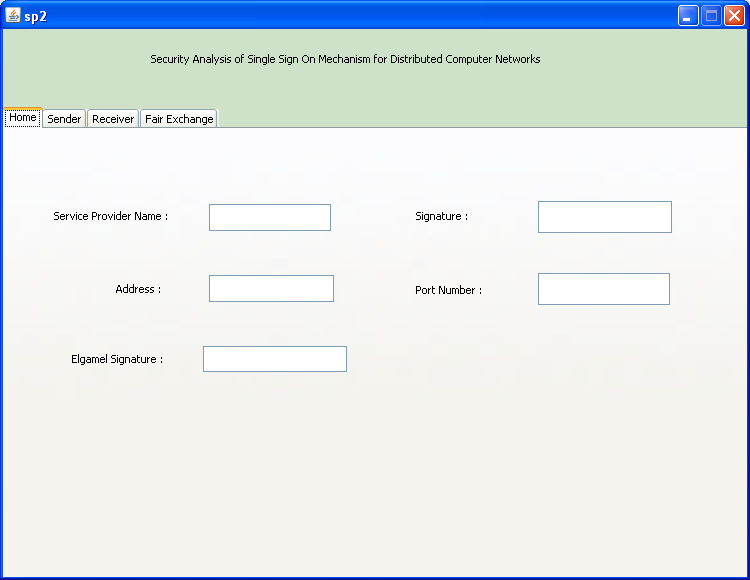 sp2
Security Analysis of Single Sign On Mechanism for Distributed Computer Networks
Home Sender Receiver Fair Exchange
Service Provider Name : Signature :
Address : Port Number :
Elgamel Signature :